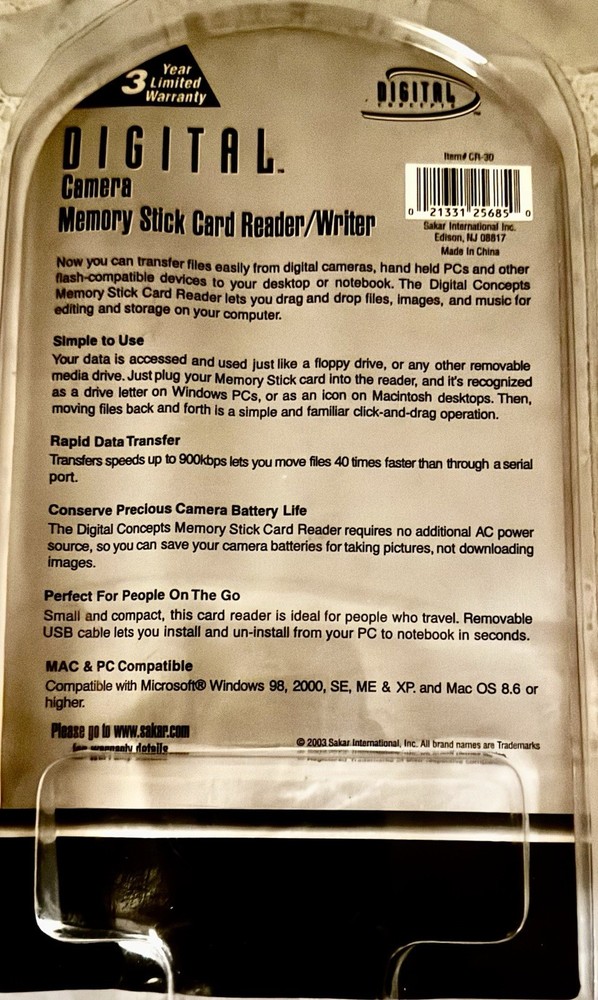 3 Year
Limited
Warranty
DIGITAL
CONCEPTS
DIGITAL™
Camera
Memory Stick Card Reader/Writer
Item# CR-30
0 21331 25685 0
Sakar International Inc.
Edison, NJ 08817
Made In China
Now you can transfer files easily from digital cameras, hand held PCs and other
flash-compatible devices to your desktop or notebook. The Digital Concepts
Memory Stick Card Reader lets you drag and drop files, images, and music for
editing and storage on your computer.
Simple to Use
Your data is accessed and used just like a floppy drive, or any other removable
media drive. Just plug your Memory Stick card into the reader, and it's recognized
as a drive letter on Windows PCs, or as an icon on Macintosh desktops. Then,
moving files back and forth is a simple and familiar click-and-drag operation.
Rapid Data Transfer
Transfers speeds up to 900kbps lets you move files 40 times faster than through a serial
port.
Conserve Precious Camera Battery Life
The Digital Concepts Memory Stick Card Reader requires no additional AC power
source, so you can save your camera batteries for taking pictures, not downloading
images.
Perfect For People On The Go
Small and compact, this card reader is ideal for people who travel. Removable
USB cable lets you install and un-install from your PC to notebook in seconds.
MAC & PC Compatible
Compatible with Microsoft® Windows 98, 2000, SE, ME & XP. and Mac OS 8.6 or
higher.
Please go to www.sakar.com
for warranty details
© 2003 Sakar International, Inc. All brand names are Trademarks